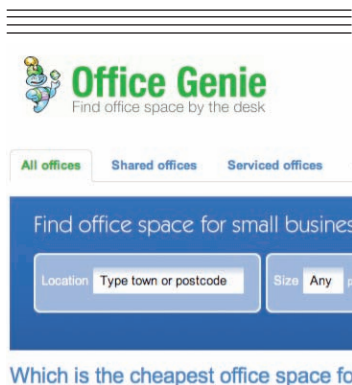 Office Genie
Find office space by the desk
All offices Shared offices Serviced offices
Find office space for small busines
Location Type town or postcode Size Any p
Which is the cheapest office space fo